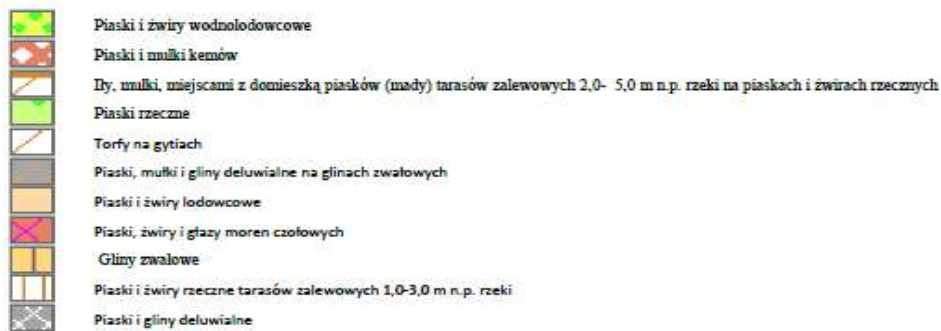 Piaski i żwiry wodnolodowcowe
Piaski i mułki kemów
Iły, mułki, miejscami z domieszką piasków (mady) tarasów zalewowych 2,0- 5,0 m n.p. rzeki na piaskach i żwirach rzecznych
Piaski rzeczne
Torfy na gytiach
Piaski, mułki i gliny deluwialne na glinach zwałowych
Piaski i żwiry lodowcowe
Piaski, żwiry i głazy moren czołowych
Gliny zwałowe
Piaski i żwiry rzeczne tarasów zalewowych 1,0-3,0 m n.p. rzeki
Piaski i gliny deluwialne